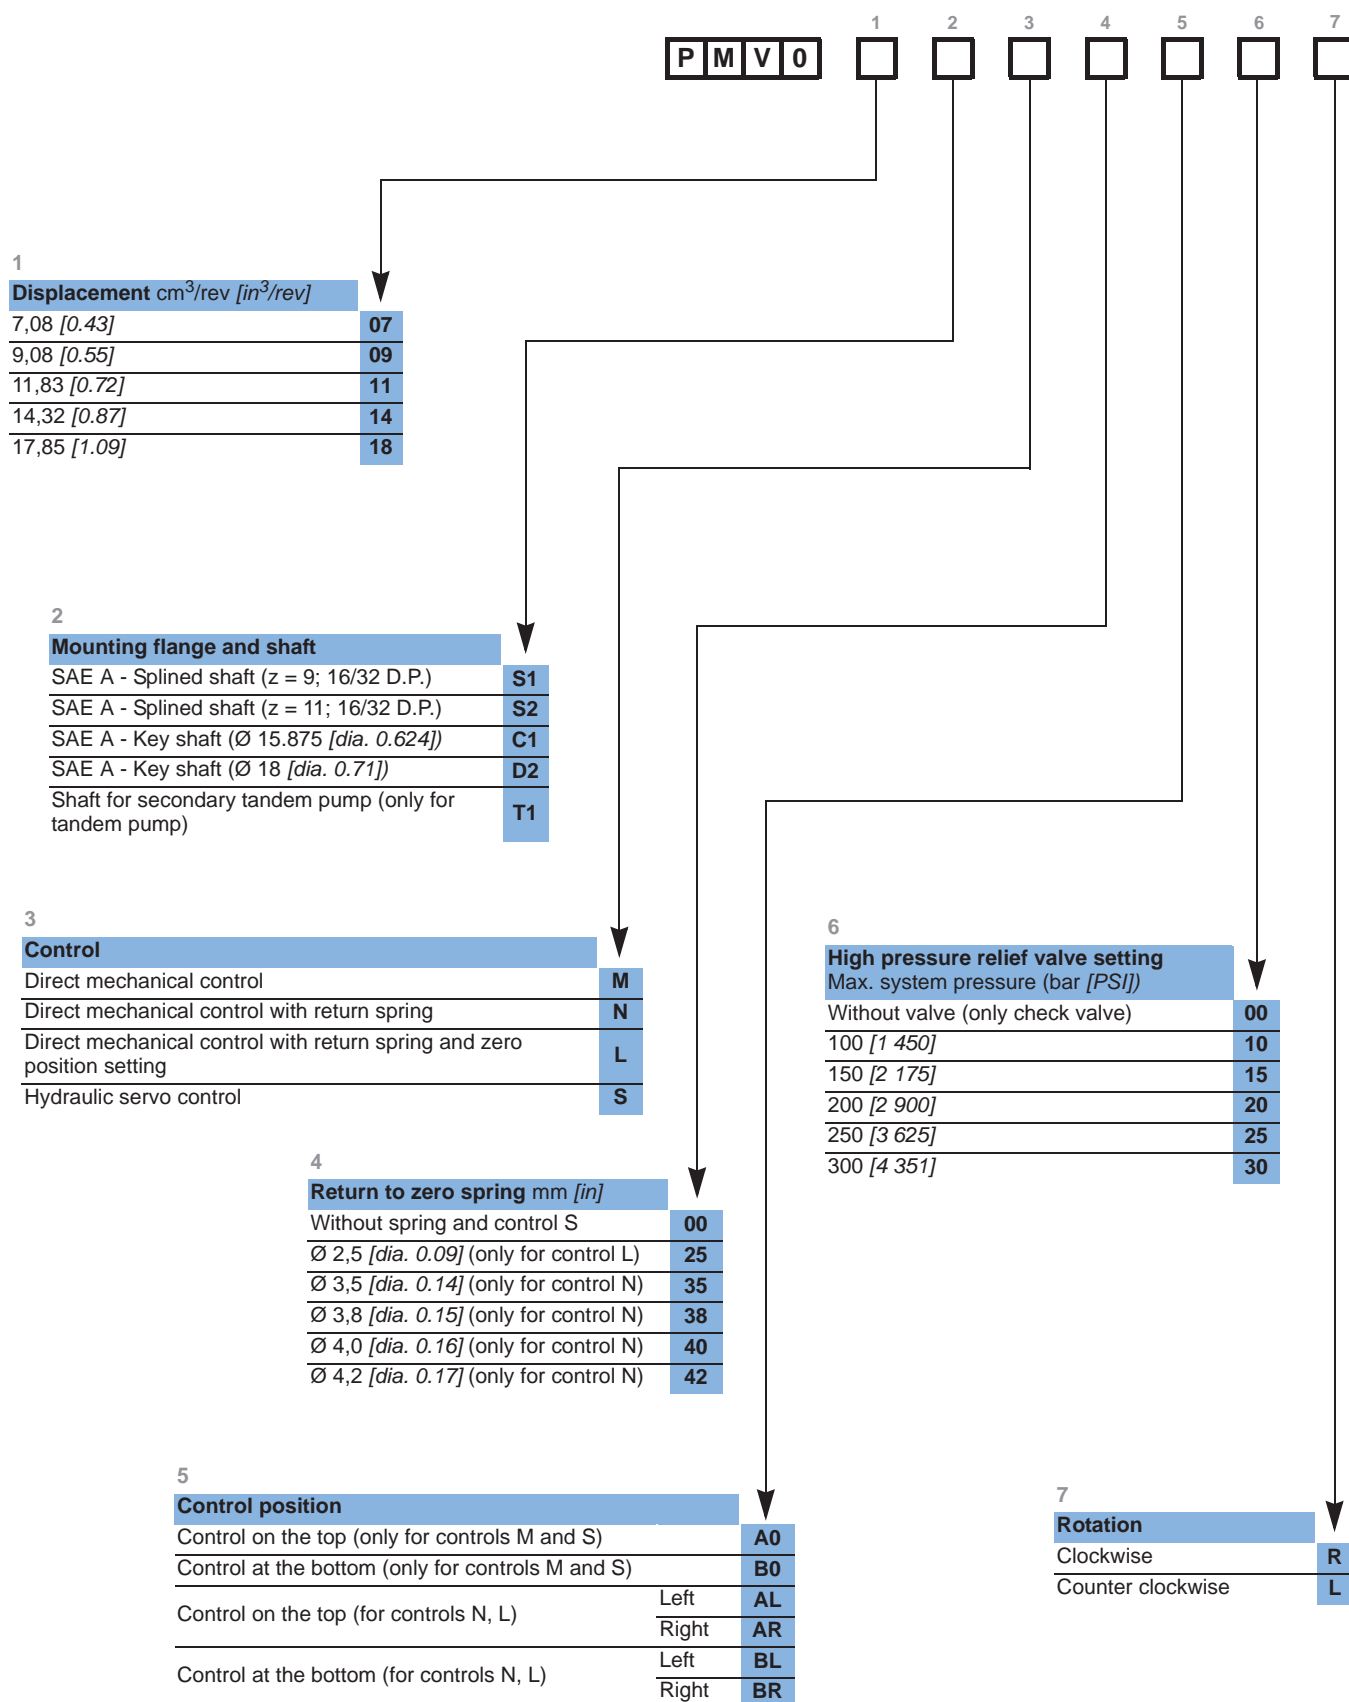 1 2 3 4 5 6 7
P M V 0
1
Displacement cm3/rev [in3/rev]
7,08 [0.43] 07
9,08 [0.55] 09
11,83 [0.72] 11
14,32 [0.87] 14
17,85 [1.09] 18
2
Mounting flange and shaft
SAE A - Splined shaft (z = 9; 16/32 D.P.) S1
SAE A - Splined shaft (z = 11; 16/32 D.P.) S2
SAE A - Key shaft (Ø 15.875 [dia. 0.624]) C1
SAE A - Key shaft (Ø 18 [dia. 0.71]) D2
Shaft for secondary tandem pump (only for
tandem pump) T1
3
Control
Direct mechanical control M
Direct mechanical control with return spring N
Direct mechanical control with return spring and zero
position setting L
Hydraulic servo control S
4
Return to zero spring mm [in]
Without spring and control S 00
Ø 2,5 [dia. 0.09] (only for control L) 25
Ø 3,5 [dia. 0.14] (only for control N) 35
Ø 3,8 [dia. 0.15] (only for control N) 38
Ø 4,0 [dia. 0.16] (only for control N) 40
Ø 4,2 [dia. 0.17] (only for control N) 42
5
Control position
Control on the top (only for controls M and S) A0
Control at the bottom (only for controls M and S) B0
Control on the top (for controls N, L)
Left AL
Right AR
Control at the bottom (for controls N, L)
Left BL
Right BR
6
High pressure relief valve setting
Max. system pressure (bar [PSI])
Without valve (only check valve) 00
100 [1 450] 10
150 [2 175] 15
200 [2 900] 20
250 [3 625] 25
300 [4 351] 30
7
Rotation
Clockwise R
Counter clockwise L